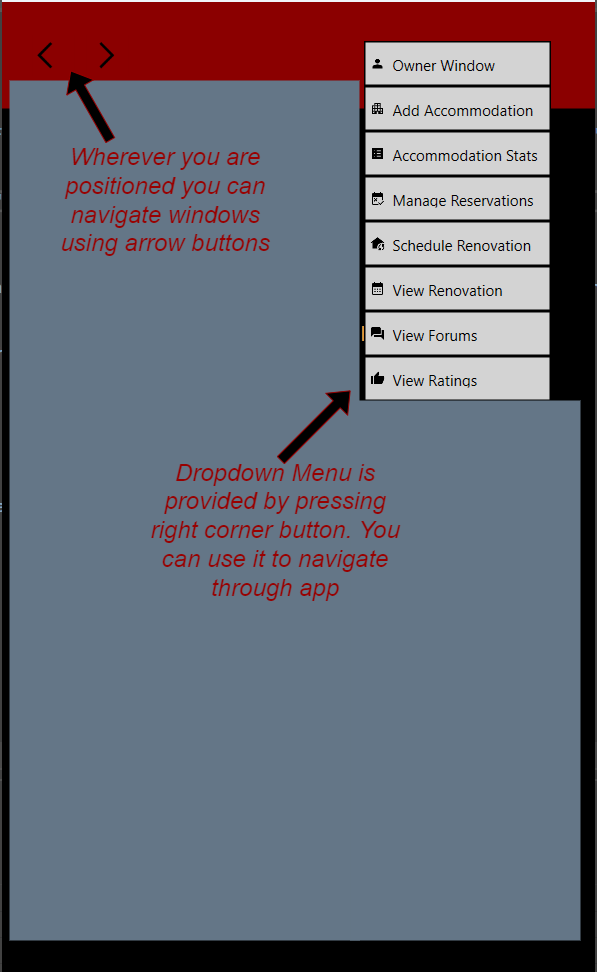 Owner Window
Add Accommodation
Accommodation Stats
Manage Reservations
Schedule Renovation
View Renovation
View Forums
View Ratings
Wherever you are
positioned you can
navigate windows
using arrow buttons
Dropdown Menu is
provided by pressing
right corner button. You
can use it to navigate
through app